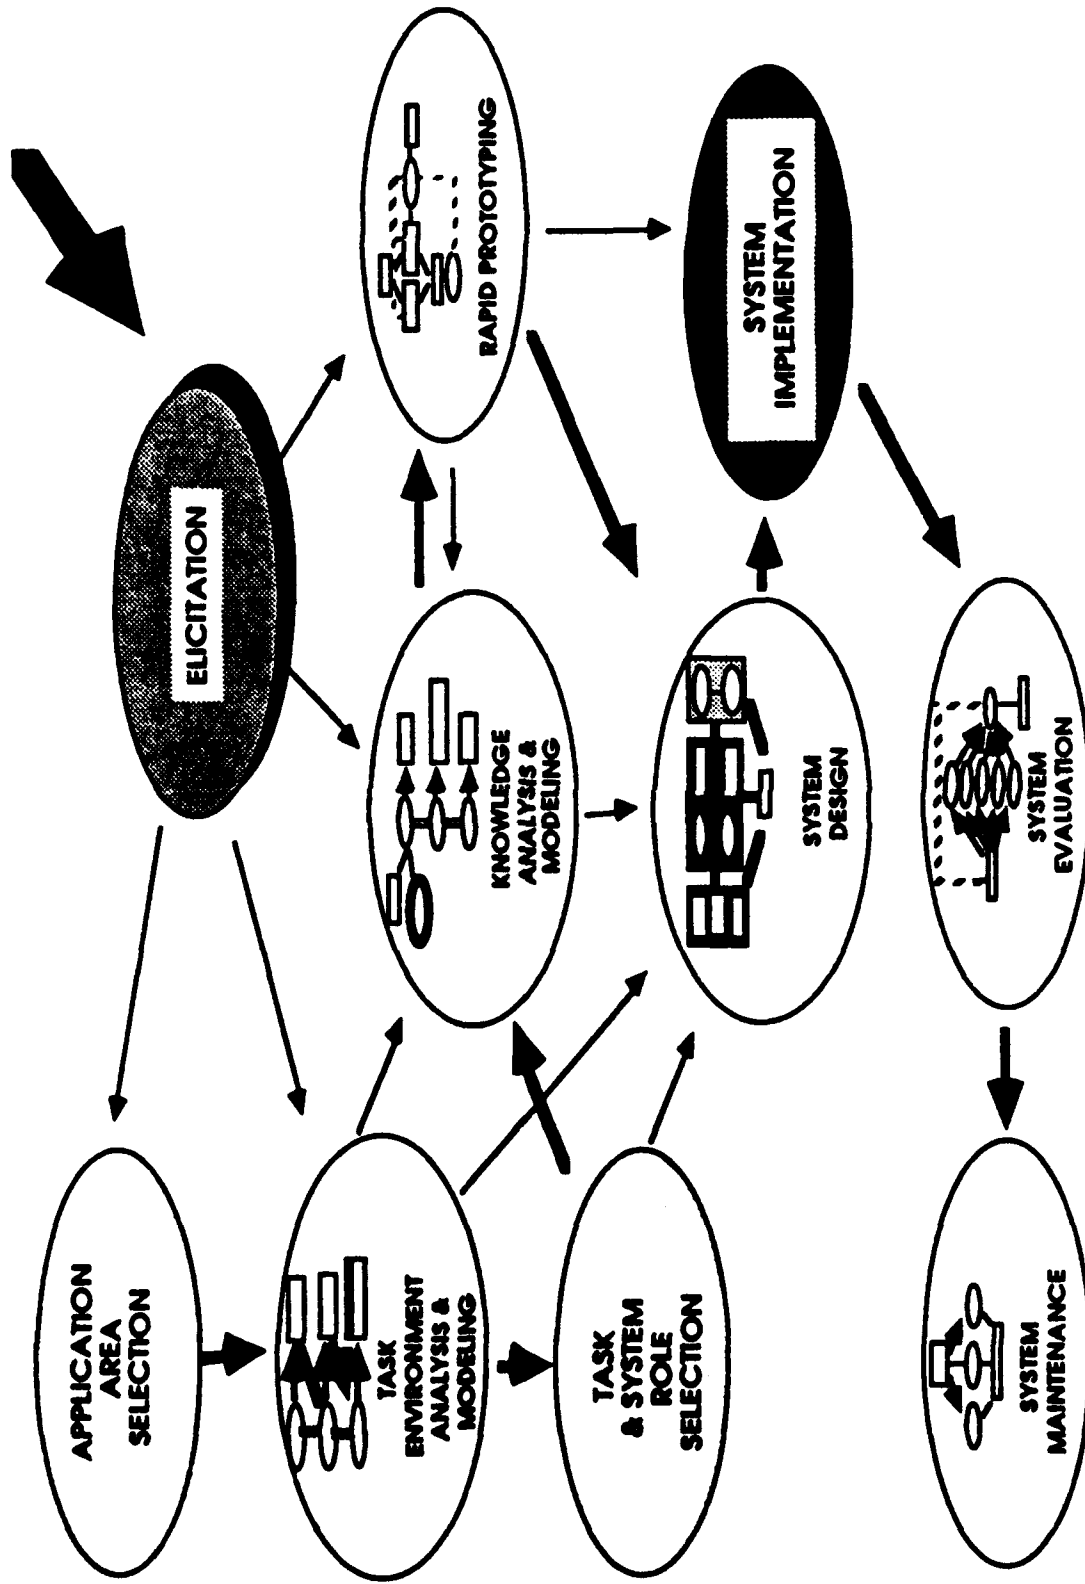 APPLICATION
AREA
SELECTION
TASK
ENVIRONMENT
ANALYSIS &
MODELING
TASK
& SYSTEM
ROLE
SELECTION
SYSTEM
MAINTENANCE
ELICITATION
KNOWLEDGE
ANALYSIS &
MODELING
SYSTEM
DESIGN
SYSTEM
EVALUATION
RAPID PROTOTYPING
SYSTEM
IMPLEMENTATION